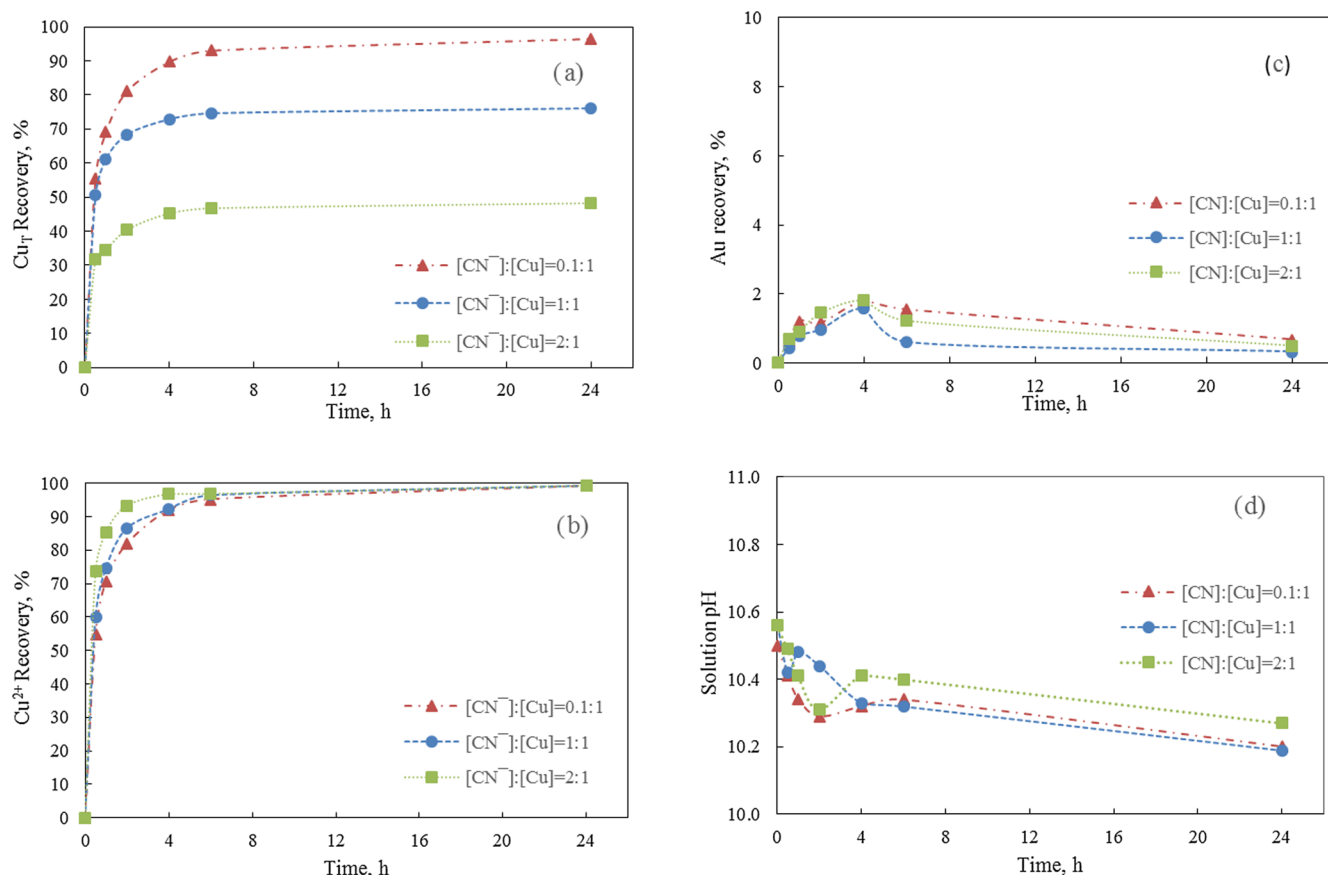 100
90
80
70
60
50
40
30
20
10
0
Cu_T Recovery, %
(a)
[CN¯]:[Cu]=0.1:1
[CN¯]:[Cu]=1:1
[CN¯]:[Cu]=2:1
0 4 8 12 16 20 24
Time, h
10
8
6
4
2
0
Au recovery, %
(c)
[CN]:[Cu]=0.1:1
[CN]:[Cu]=1:1
[CN]:[Cu]=2:1
0 4 8 12 16 20 24
Time, h
100
90
80
70
60
50
40
30
20
10
0
Cu²⁺ Recovery, %
(b)
[CN¯]:[Cu]=0.1:1
[CN¯]:[Cu]=1:1
[CN¯]:[Cu]=2:1
0 4 8 12 16 20 24
Time, h
11.0
10.8
10.6
10.4
10.2
10.0
Solution pH
(d)
[CN]:[Cu]=0.1:1
[CN]:[Cu]=1:1
[CN]:[Cu]=2:1
0 4 8 12 16 20 24
Time, h